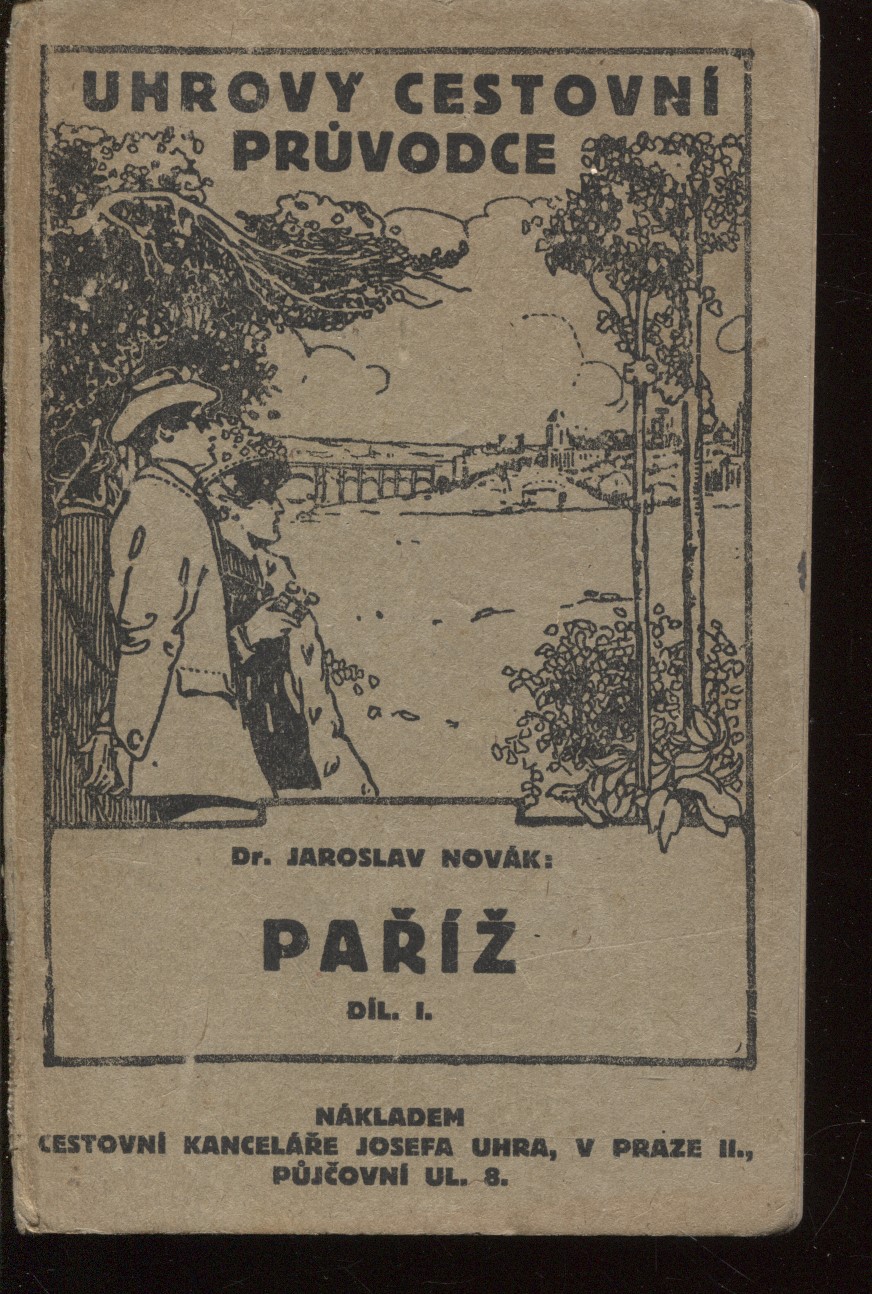 UHROVY CESTOVNÍ
PRŮVODCE
Dr. JAROSLAV NOVÁK:
PAŘÍŽ
DÍL. I.
NÁKLADEM
CESTOVNÍ KANCELÁŘE JOSEFA UHRA, V PRAZE II.,
PŮJČOVNÍ UL. 8.